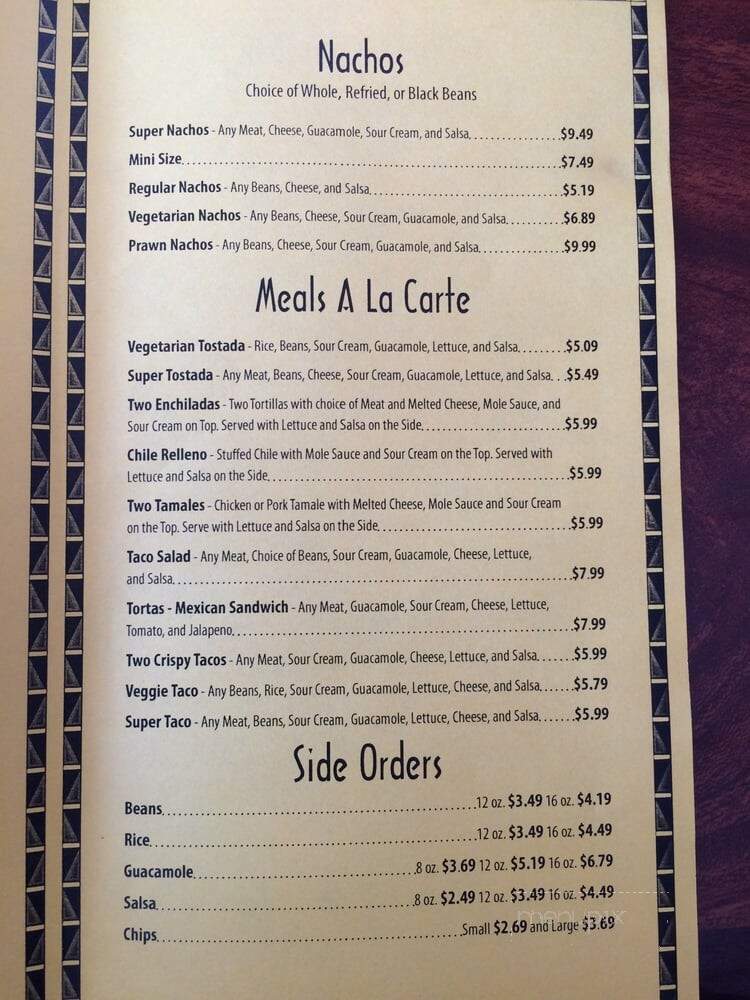 Nachos
Choice of Whole, Refried, or Black Beans
Super Nachos - Any Meat, Cheese, Guacamole, Sour Cream, and Salsa. . . . . . . . . . . . . .$9.49
Mini Size. . . . . . . . . . . . . . . . . . . . . . . . . . . . . . . . . . . . . . . . . . . . . . . . . . . . . . . . .$7.49
Regular Nachos - Any Beans, Cheese, and Salsa. . . . . . . . . . . . . . . . . . . . . . . . . . . . .$5.19
Vegetarian Nachos - Any Beans, Cheese, Sour Cream, Guacamole, and Salsa. . . . . . . . .$6.89
Prawn Nachos - Any Beans, Cheese, Sour Cream, Guacamole, and Salsa. . . . . . . . . . . . .$9.99
Meals A La Carte
Vegetarian Tostada - Rice, Beans, Sour Cream, Guacamole, Lettuce, and Salsa. . . . . . . .$5.09
Super Tostada - Any Meat, Beans, Cheese, Sour Cream, Guacamole, Lettuce, and Salsa. . .$5.49
Two Enchiladas - Two Tortillas with choice of Meat and Melted Cheese, Mole Sauce, and
Sour Cream on Top. Served with Lettuce and Salsa on the Side. . . . . . . . . . . . . . . . . . . . .$5.99
Chile Relleno - Stuffed Chile with Mole Sauce and Sour Cream on the Top. Served with
Lettuce and Salsa on the Side. . . . . . . . . . . . . . . . . . . . . . . . . . . . . . . . . . . . . . . . . .$5.99
Two Tamales - Chicken or Pork Tamale with Melted Cheese, Mole Sauce and Sour Cream
on the Top. Serve with Lettuce and Salsa on the Side. . . . . . . . . . . . . . . . . . . . . . . . . . .$5.99
Taco Salad - Any Meat, Choice of Beans, Sour Cream, Guacamole, Cheese, Lettuce,
and Salsa. . . . . . . . . . . . . . . . . . . . . . . . . . . . . . . . . . . . . . . . . . . . . . . . . . . . . . . . .$7.99
Tortas - Mexican Sandwich - Any Meat, Guacamole, Sour Cream, Cheese, Lettuce,
Tomato, and Jalapeno. . . . . . . . . . . . . . . . . . . . . . . . . . . . . . . . . . . . . . . . . . . . . . . .$7.99
Two Crispy Tacos - Any Meat, Sour Cream, Guacamole, Cheese, Lettuce, and Salsa. . . . . . .$5.99
Veggie Taco - Any Beans, Rice, Sour Cream, Guacamole, Lettuce, Cheese, and Salsa. . . . . . .$5.79
Super Taco - Any Meat, Beans, Sour Cream, Guacamole, Lettuce, Cheese, and Salsa. . . . . . .$5.99
Side Orders
Beans. . . . . . . . . . . . . . . . . . . . . . . . . . . . . . . . . . . . . . . . . . . . .12 oz. $3.49 16 oz. $4.19
Rice. . . . . . . . . . . . . . . . . . . . . . . . . . . . . . . . . . . . . . . . . . . . . . .12 oz. $3.49 16 oz. $4.49
Guacamole. . . . . . . . . . . . . . . . . . . . . . . . . . . . . . . .8 oz. $3.69 12 oz. $5.19 16 oz. $6.79
Salsa. . . . . . . . . . . . . . . . . . . . . . . . . . . . . . . . . . . . . .8 oz. $2.49 12 oz. $3.49 16 oz. $4.49
Chips. . . . . . . . . . . . . . . . . . . . . . . . . . . . . . . . . . . . . . . . . . . .Small $2.69 and Large $3.69
menupix